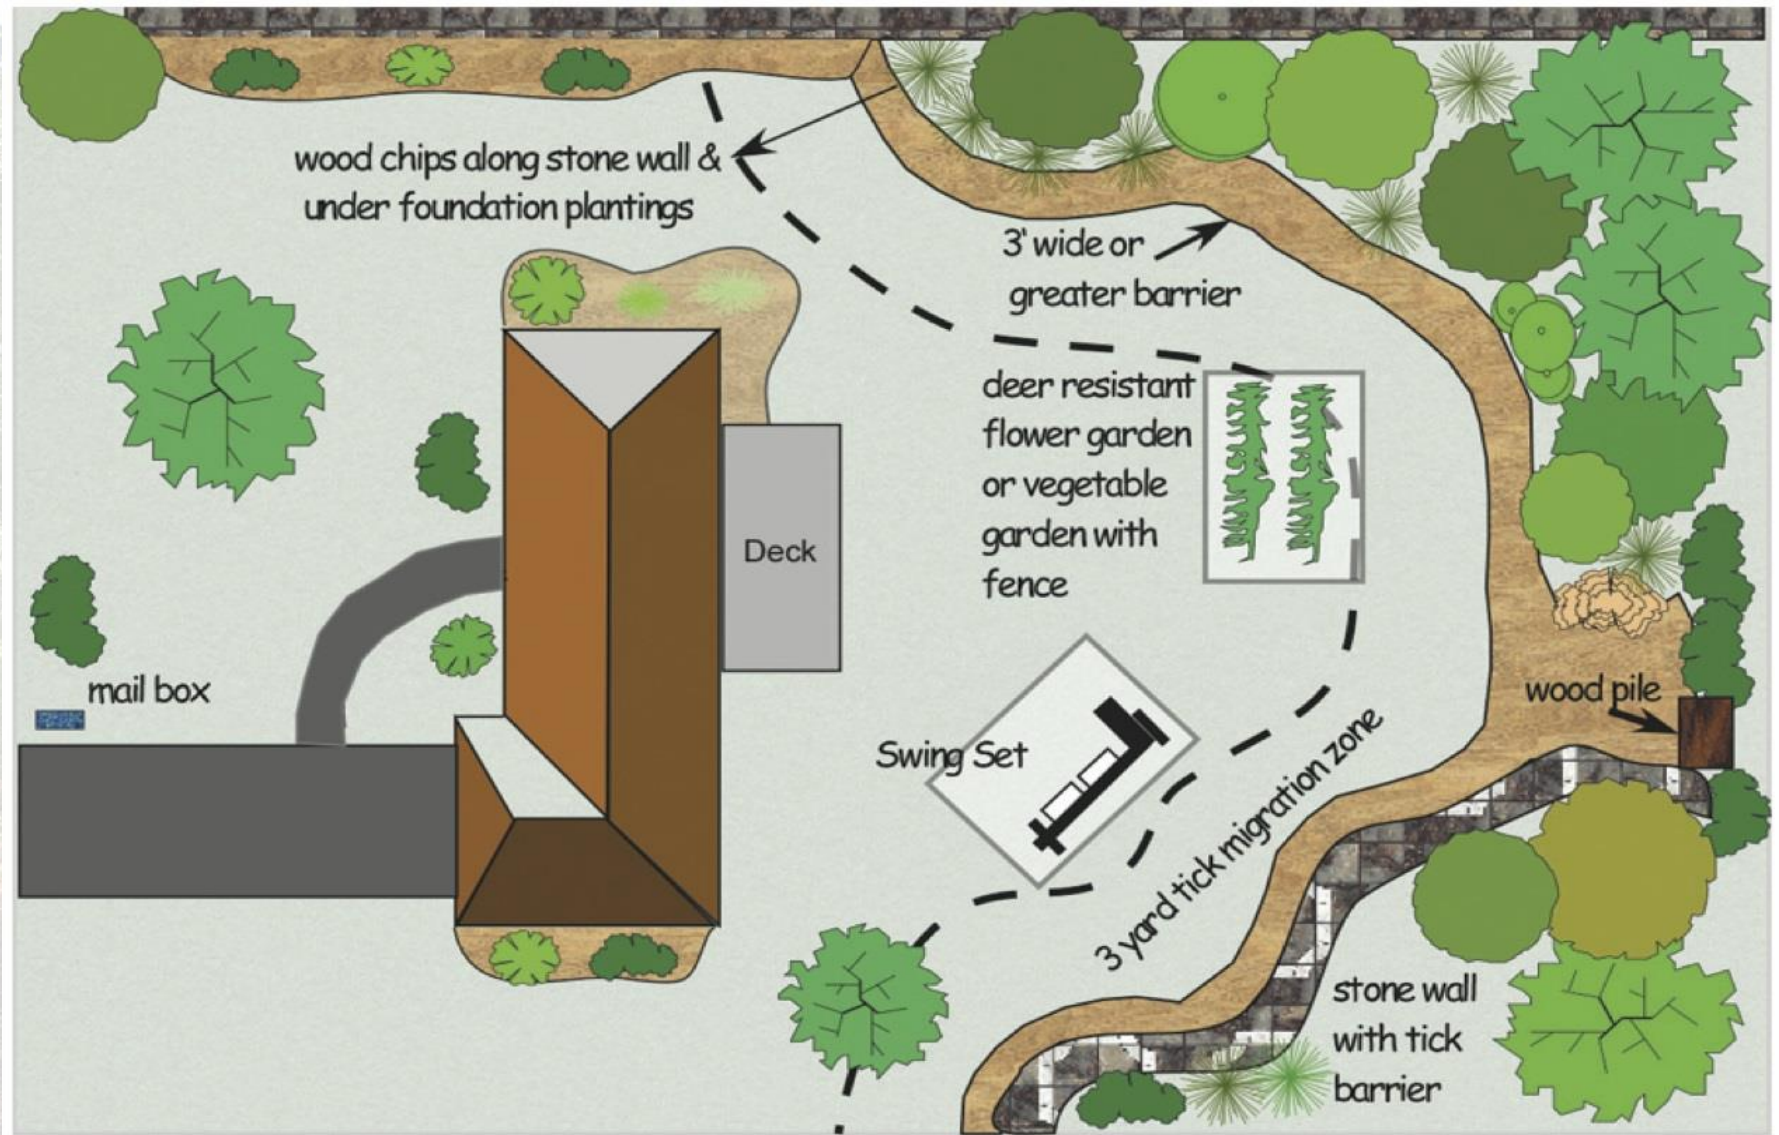 wood chips along stone wall &
under foundation plantings
3' wide or
greater barrier
deer resistant
flower garden
or vegetable
garden with
fence
Deck
mail box
wood pile
Swing Set
3 yard tick migration zone
stone wall
with tick
barrier